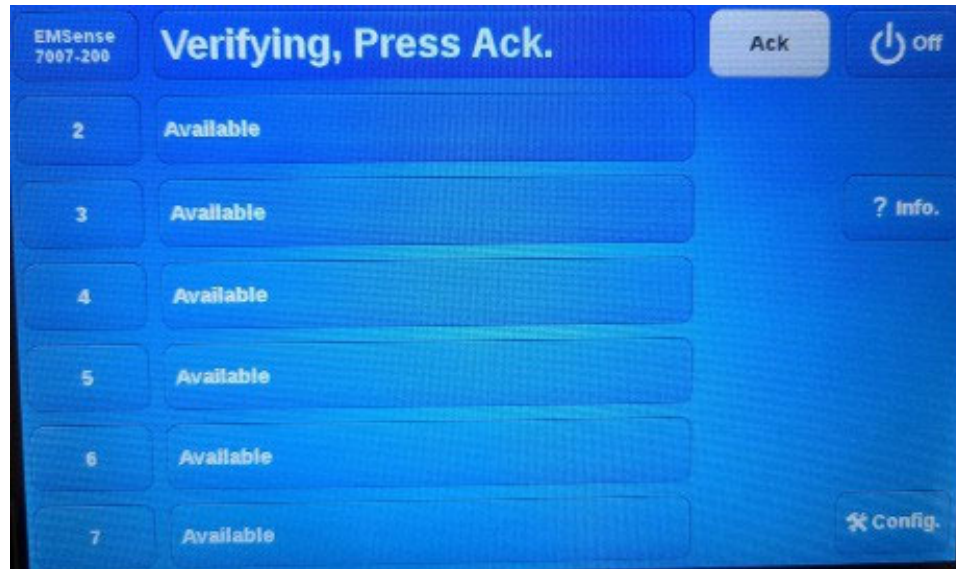 EMSense
7007-200
Verifying, Press Ack.
Ack
Off
2
Available
3
Available
? Info.
4
Available
5
Available
6
Available
7
Available
Config.